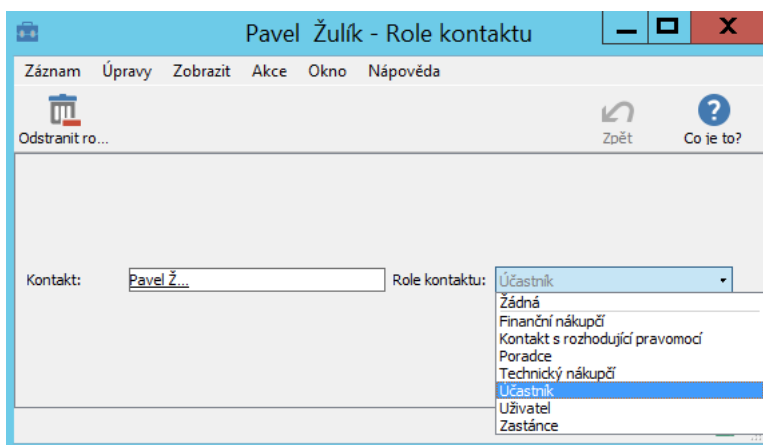 Pavel Žulík - Role kontaktu
Záznam Úpravy Zobrazit Akce Okno Nápověda
Odstranit ro... Zpět Co je to?
Kontakt: Pavel Ž... Role kontaktu: Účastník
Žádná
Finanční nákupčí
Kontakt s rozhodující pravomocí
Poradce
Technický nákupčí
Účastník
Uživatel
Zastánce